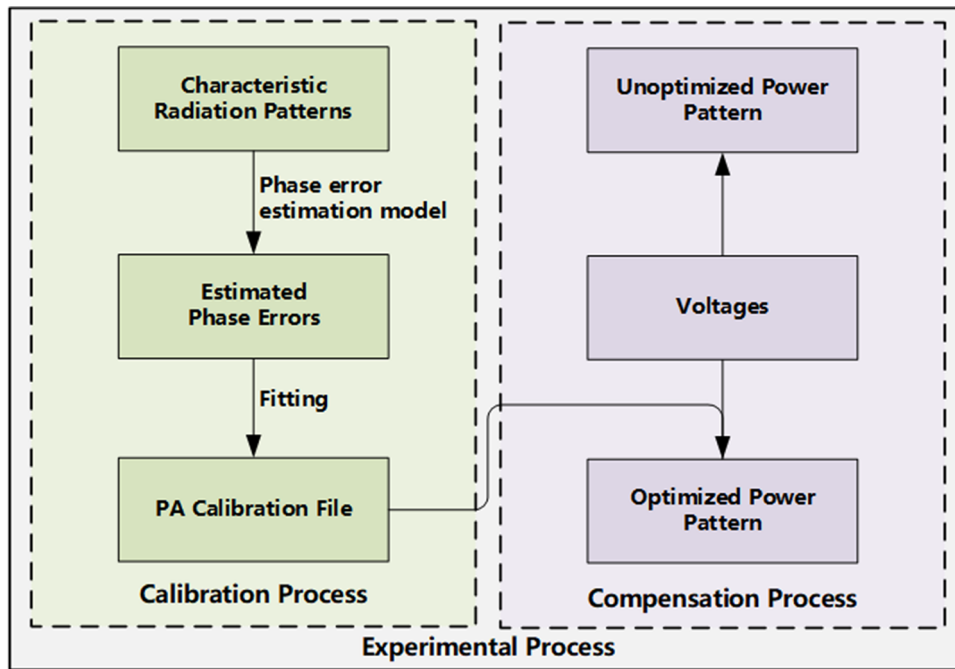 Characteristic
Radiation Patterns
Phase error
estimation model
Estimated
Phase Errors
Fitting
PA Calibration File
Calibration Process
Unoptimized Power
Pattern
Voltages
Optimized Power
Pattern
Compensation Process
Experimental Process